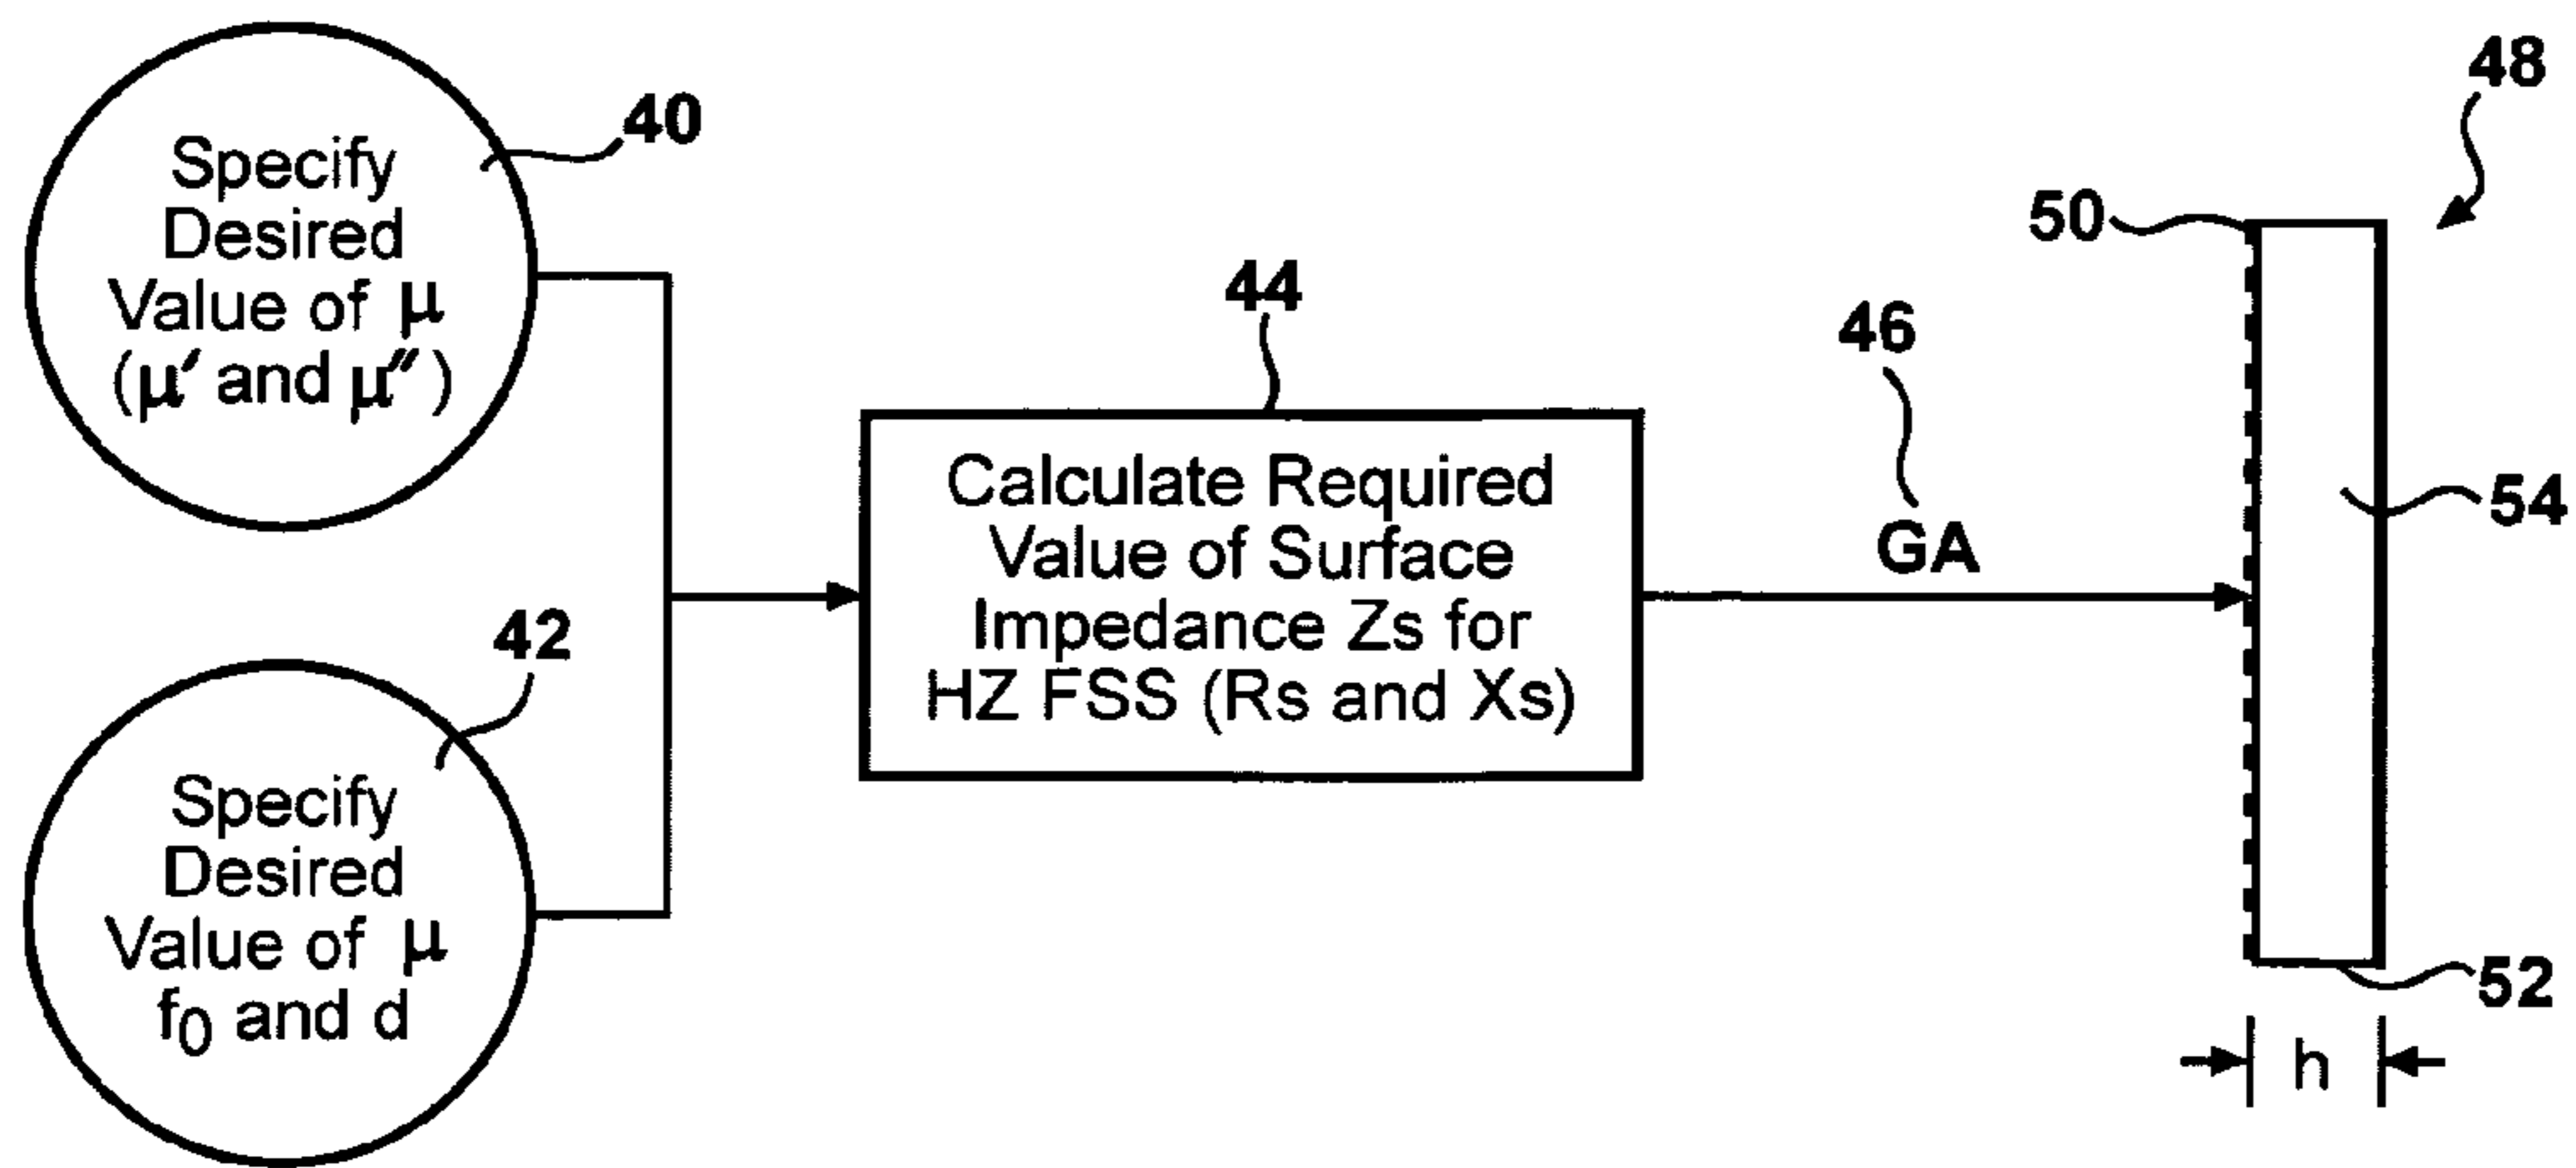 40
Specify
Desired
Value of μ
(μ′ and μ″)
42
Specify
Desired
Value of μ
f₀ and d
44
Calculate Required
Value of Surface
Impedance Zs for
HZ FSS (Rs and Xs)
46
GA
48
50
54
52
h